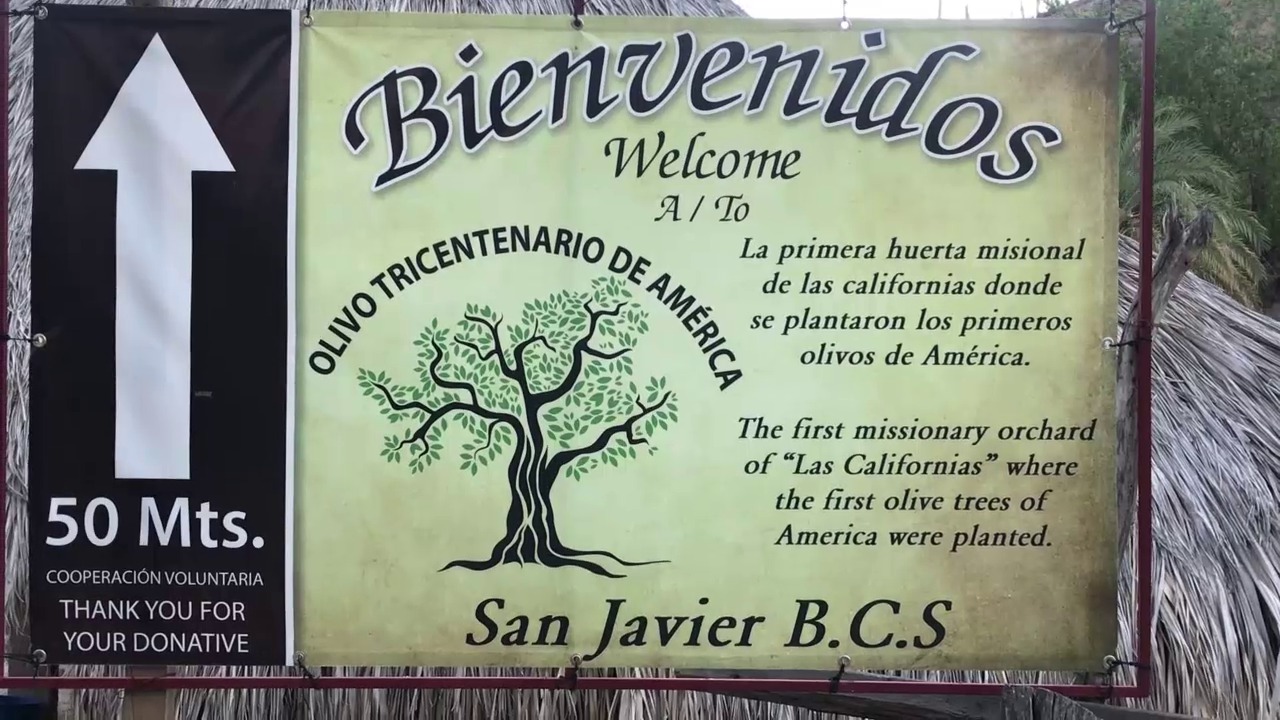 50 Mts.
COOPERACIÓN VOLUNTARIA
THANK YOU FOR
YOUR DONATIVE
Bienvenidos
Welcome
A / To
OLIVO TRICENTENARIO DE AMÉRICA
La primera huerta misional
de las californias donde
se plantaron los primeros
olivos de América.
The first missionary orchard
of “Las Californias” where
the first olive trees of
America were planted.
San Javier B.C.S